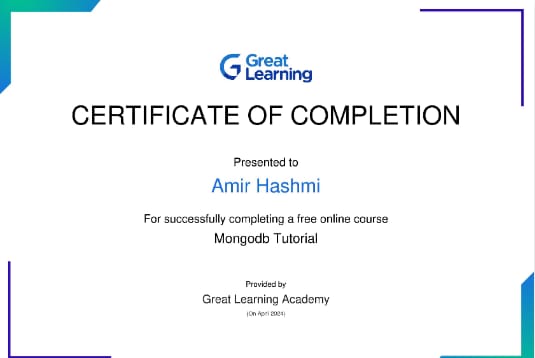 Great
Learning
CERTIFICATE OF COMPLETION
Presented to
Amir Hashmi
For successfully completing a free online course
Mongodb Tutorial
Provided by
Great Learning Academy
(On April 2024)